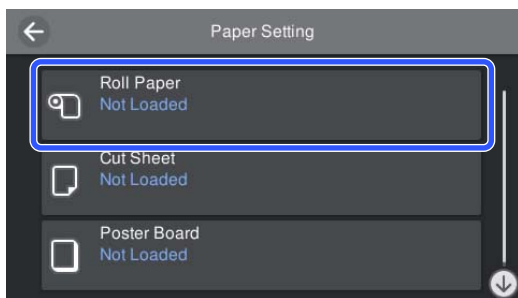 Paper Setting
Roll Paper
Not Loaded
Cut Sheet
Not Loaded
Poster Board
Not Loaded